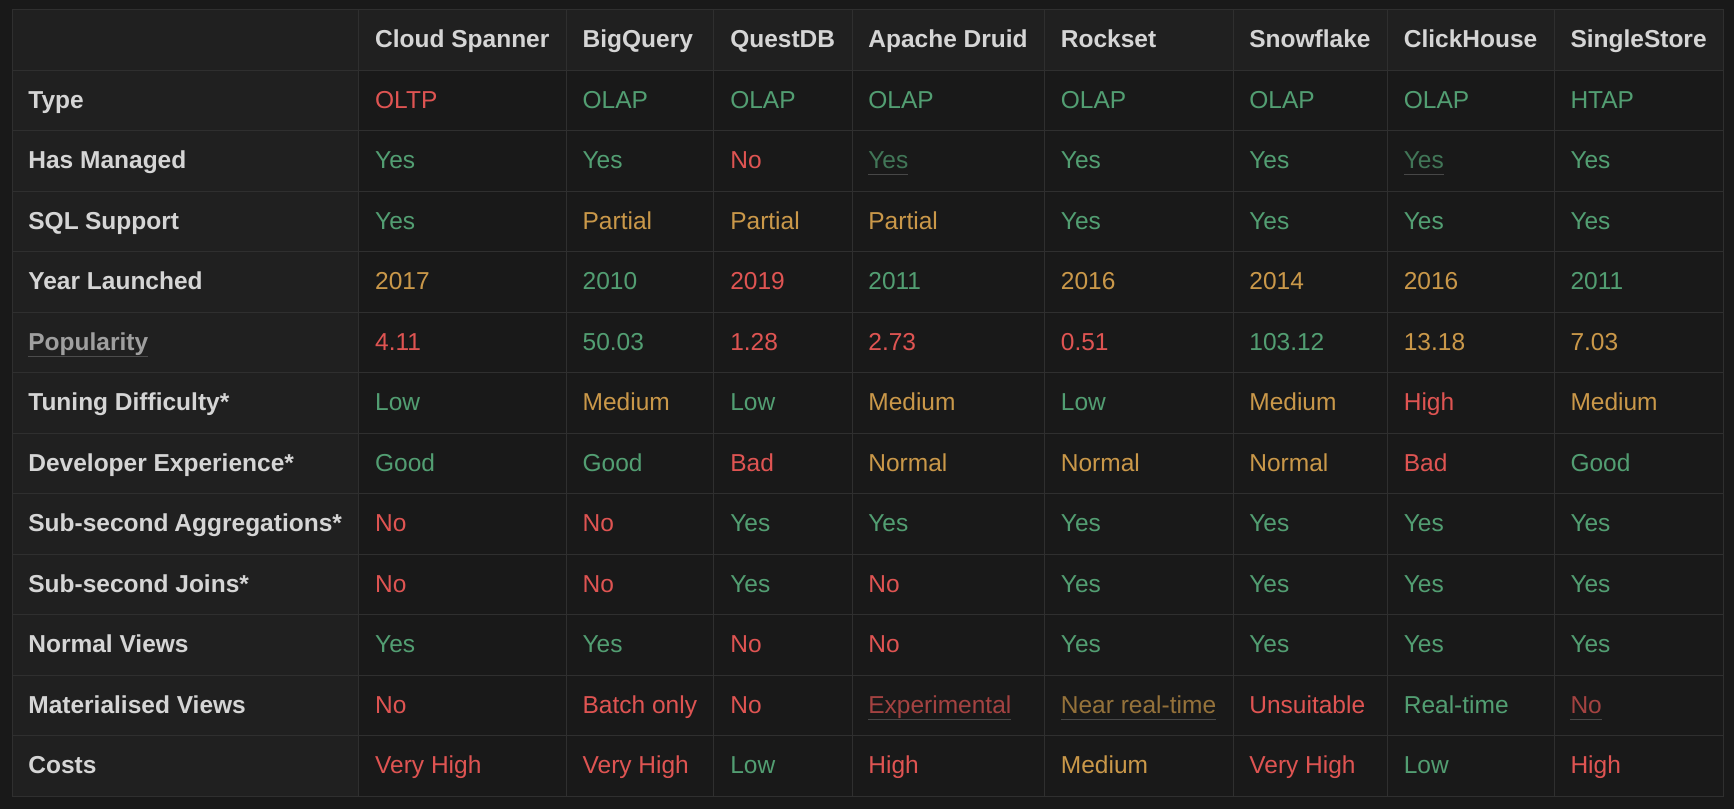 Cloud Spanner BigQuery QuestDB Apache Druid Rockset Snowflake ClickHouse SingleStore
Type OLTP OLAP OLAP OLAP OLAP OLAP OLAP HTAP
Has Managed Yes Yes No Yes Yes Yes Yes Yes
SQL Support Yes Partial Partial Partial Yes Yes Yes Yes
Year Launched 2017 2010 2019 2011 2016 2014 2016 2011
Popularity 4.11 50.03 1.28 2.73 0.51 103.12 13.18 7.03
Tuning Difficulty* Low Medium Low Medium Low Medium High Medium
Developer Experience* Good Good Bad Normal Normal Normal Bad Good
Sub-second Aggregations* No No Yes Yes Yes Yes Yes Yes
Sub-second Joins* No No Yes No Yes Yes Yes Yes
Normal Views Yes Yes No No Yes Yes Yes Yes
Materialised Views No Batch only No Experimental Near real-time Unsuitable Real-time No
Costs Very High Very High Low High Medium Very High Low High